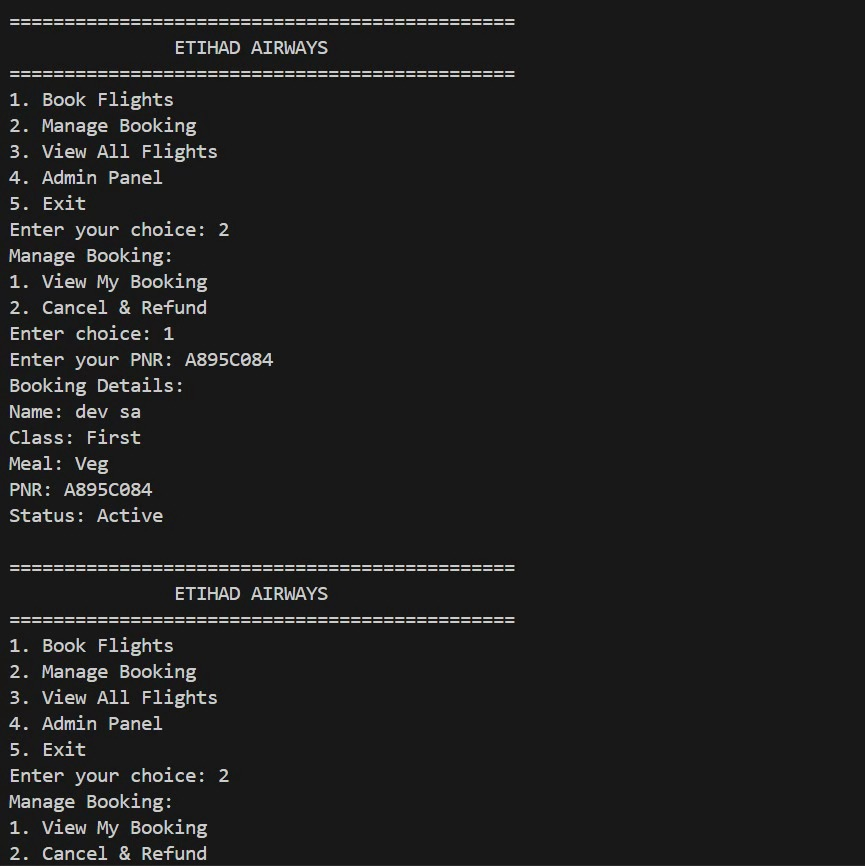 ==============================================
ETIHAD AIRWAYS
==============================================
1. Book Flights
2. Manage Booking
3. View All Flights
4. Admin Panel
5. Exit
Enter your choice: 2
Manage Booking:
1. View My Booking
2. Cancel & Refund
Enter choice: 1
Enter your PNR: A895C084
Booking Details:
Name: dev sa
Class: First
Meal: Veg
PNR: A895C084
Status: Active
==============================================
ETIHAD AIRWAYS
==============================================
1. Book Flights
2. Manage Booking
3. View All Flights
4. Admin Panel
5. Exit
Enter your choice: 2
Manage Booking:
1. View My Booking
2. Cancel & Refund